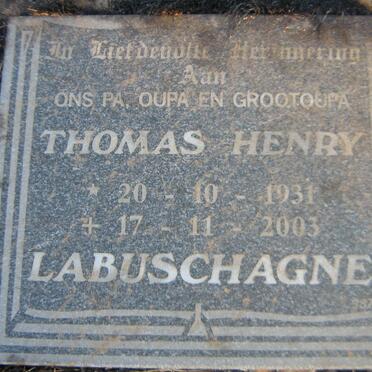 In Liefdevolle Herinnering
Aan
ONS PA, OUPA EN GROOTOUPA
THOMAS HENRY
* 20 - 10 - 1931
+ 17 - 11 - 2003
LABUSCHAGNE